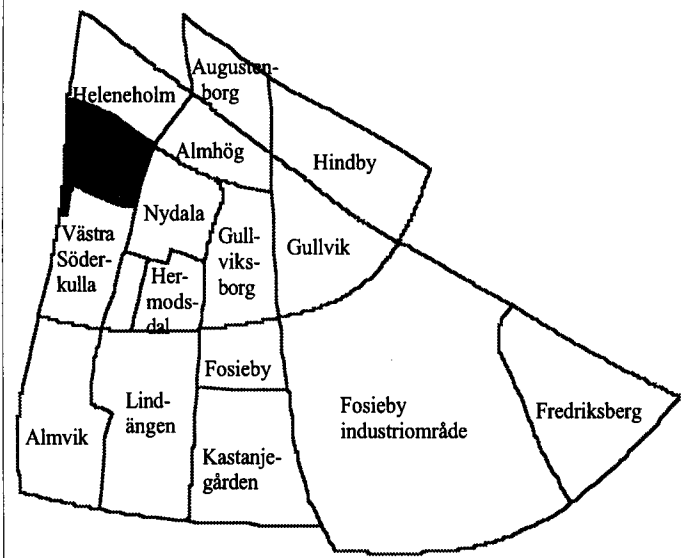 Augusten-
borg
Heleneholm
Almhög
Hindby
Nydala
Västra
Söder-
kulla
Gull-
viks-
borg
Gullvik
Her-
mods-
dal
Fosieby
Lind-
ängen
Fosieby
industriområde
Fredriksberg
Almvik
Kastanje-
gården